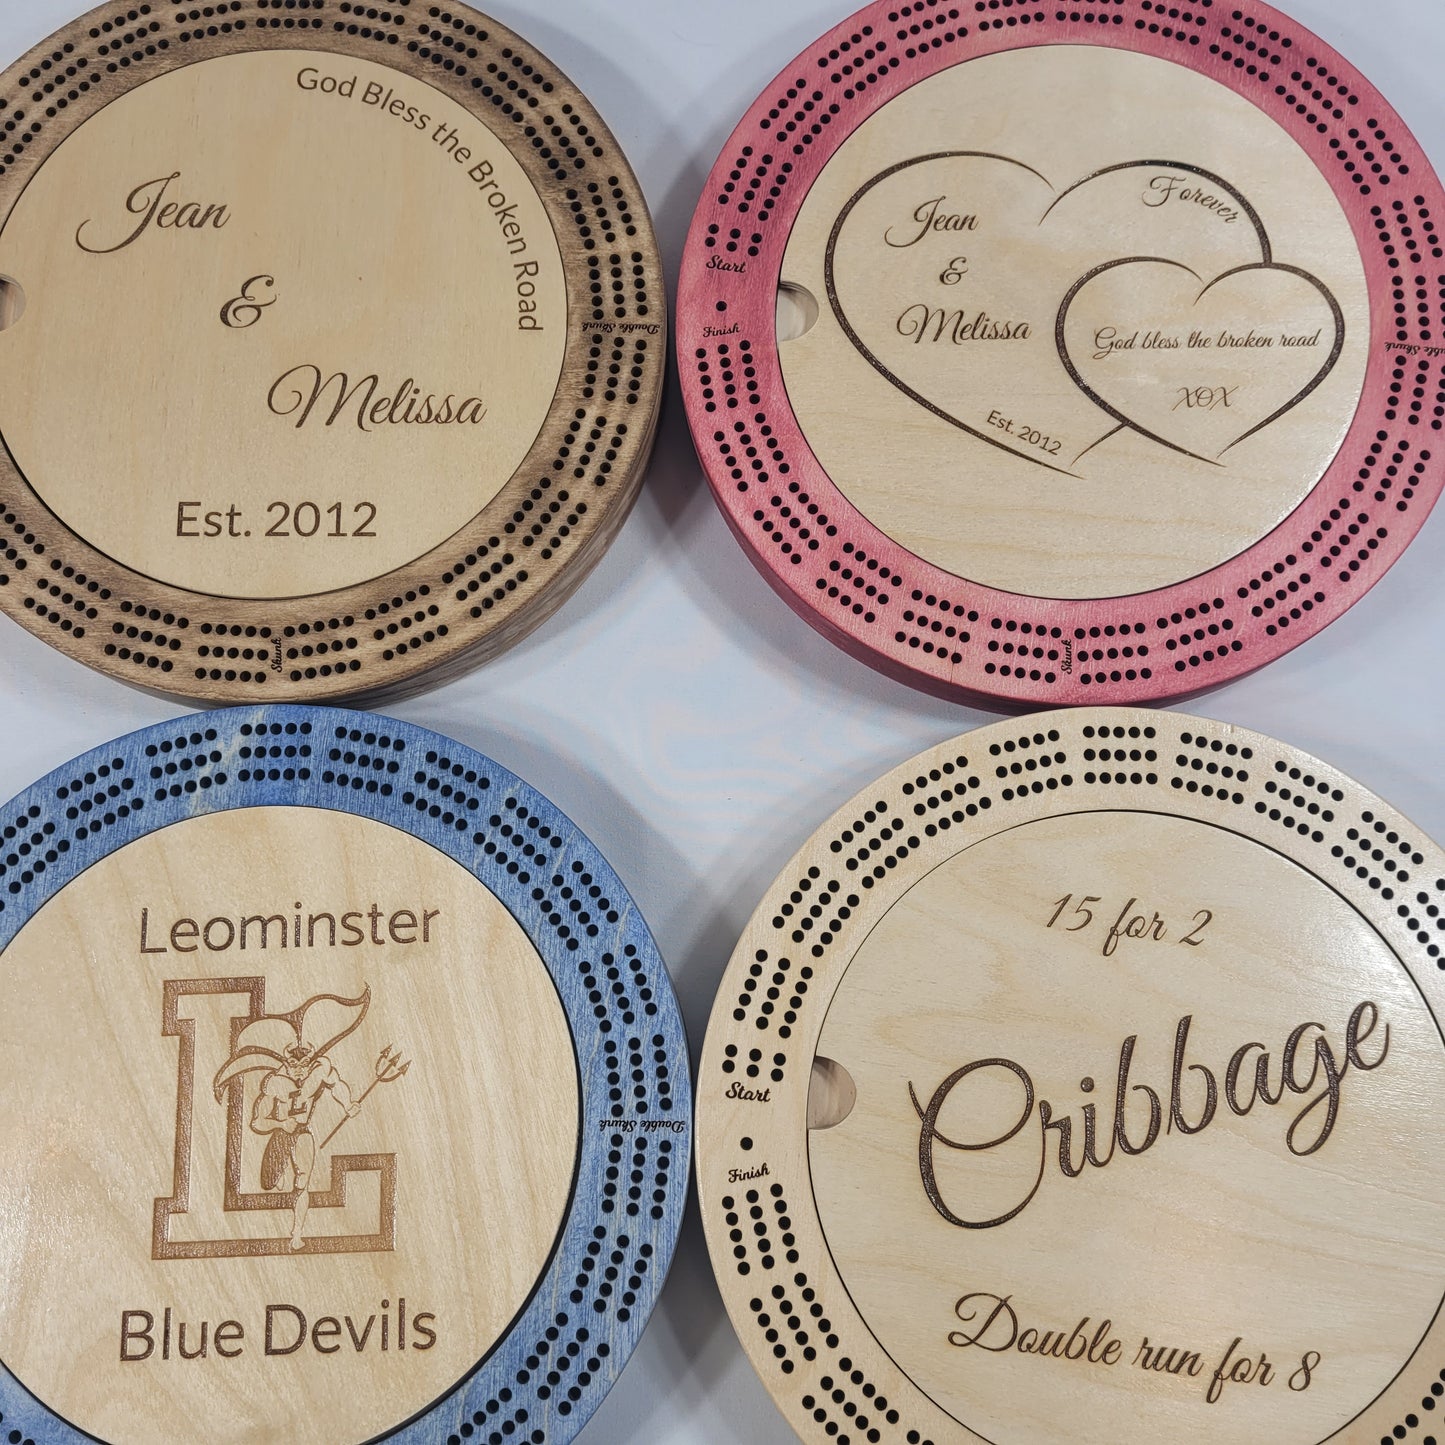 God Bless the Broken Road
Jean
&
Melissa
Est. 2012
Double Skunk
Skunk
Start
Finish
Jean
&
Melissa
Est. 2012
Forever
God bless the broken road
XOX
ble Skunk
Skunk
Leominster
L
L
Blue Devils
Double Skunk
Start
Finish
15 for 2
Cribbage
Double run for 8